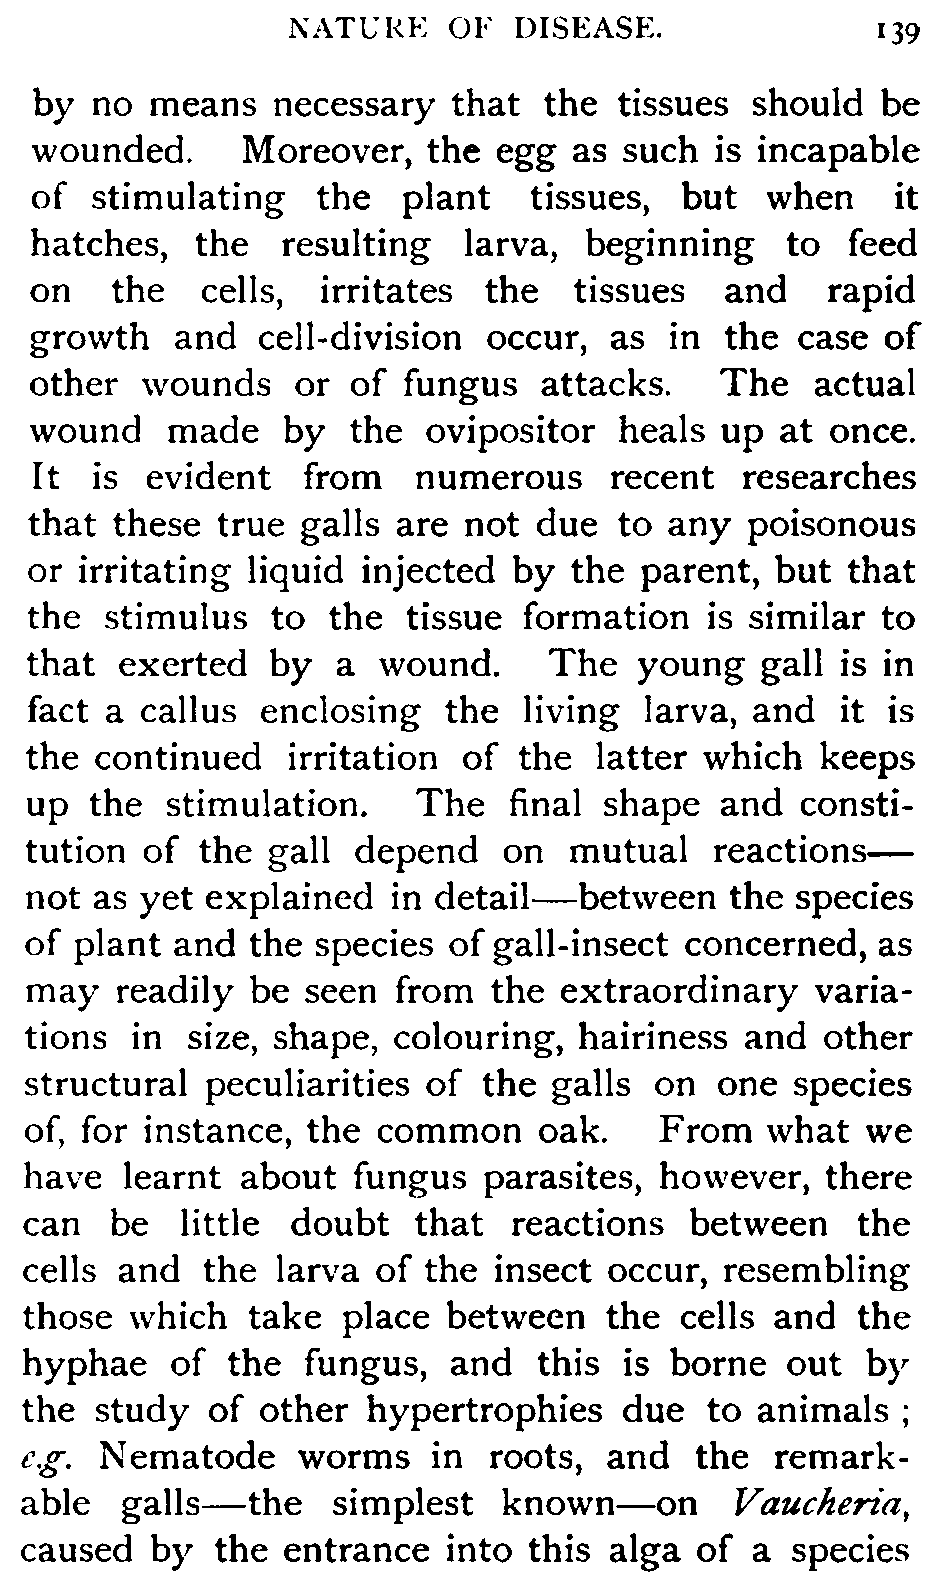 NATURE OF DISEASE. 139
by no means necessary that the tissues should be
wounded. Moreover, the egg as such is incapable
of stimulating the plant tissues, but when it
hatches, the resulting larva, beginning to feed
on the cells, irritates the tissues and rapid
growth and cell-division occur, as in the case of
other wounds or of fungus attacks. The actual
wound made by the ovipositor heals up at once.
It is evident from numerous recent researches
that these true galls are not due to any poisonous
or irritating liquid injected by the parent, but that
the stimulus to the tissue formation is similar to
that exerted by a wound. The young gall is in
fact a callus enclosing the living larva, and it is
the continued irritation of the latter which keeps
up the stimulation. The final shape and consti-
tution of the gall depend on mutual reactions—
not as yet explained in detail—between the species
of plant and the species of gall-insect concerned, as
may readily be seen from the extraordinary varia-
tions in size, shape, colouring, hairiness and other
structural peculiarities of the galls on one species
of, for instance, the common oak. From what we
have learnt about fungus parasites, however, there
can be little doubt that reactions between the
cells and the larva of the insect occur, resembling
those which take place between the cells and the
hyphae of the fungus, and this is borne out by
the study of other hypertrophies due to animals ;
e.g. Nematode worms in roots, and the remark-
able galls—the simplest known—on Vaucheria,
caused by the entrance into this alga of a species